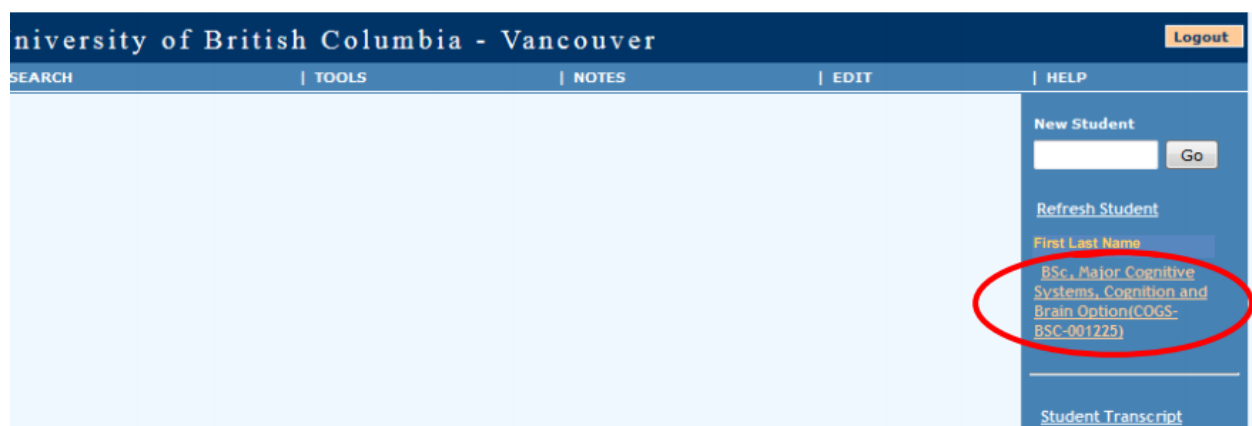 niversity of British Columbia - Vancouver
Logout
SEARCH | TOOLS | NOTES | EDIT | HELP
New Student
Go
Refresh Student
First Last Name
BSc, Major Cognitive
Systems, Cognition and
Brain Option(COGS-
BSC-001225)
Student Transcript